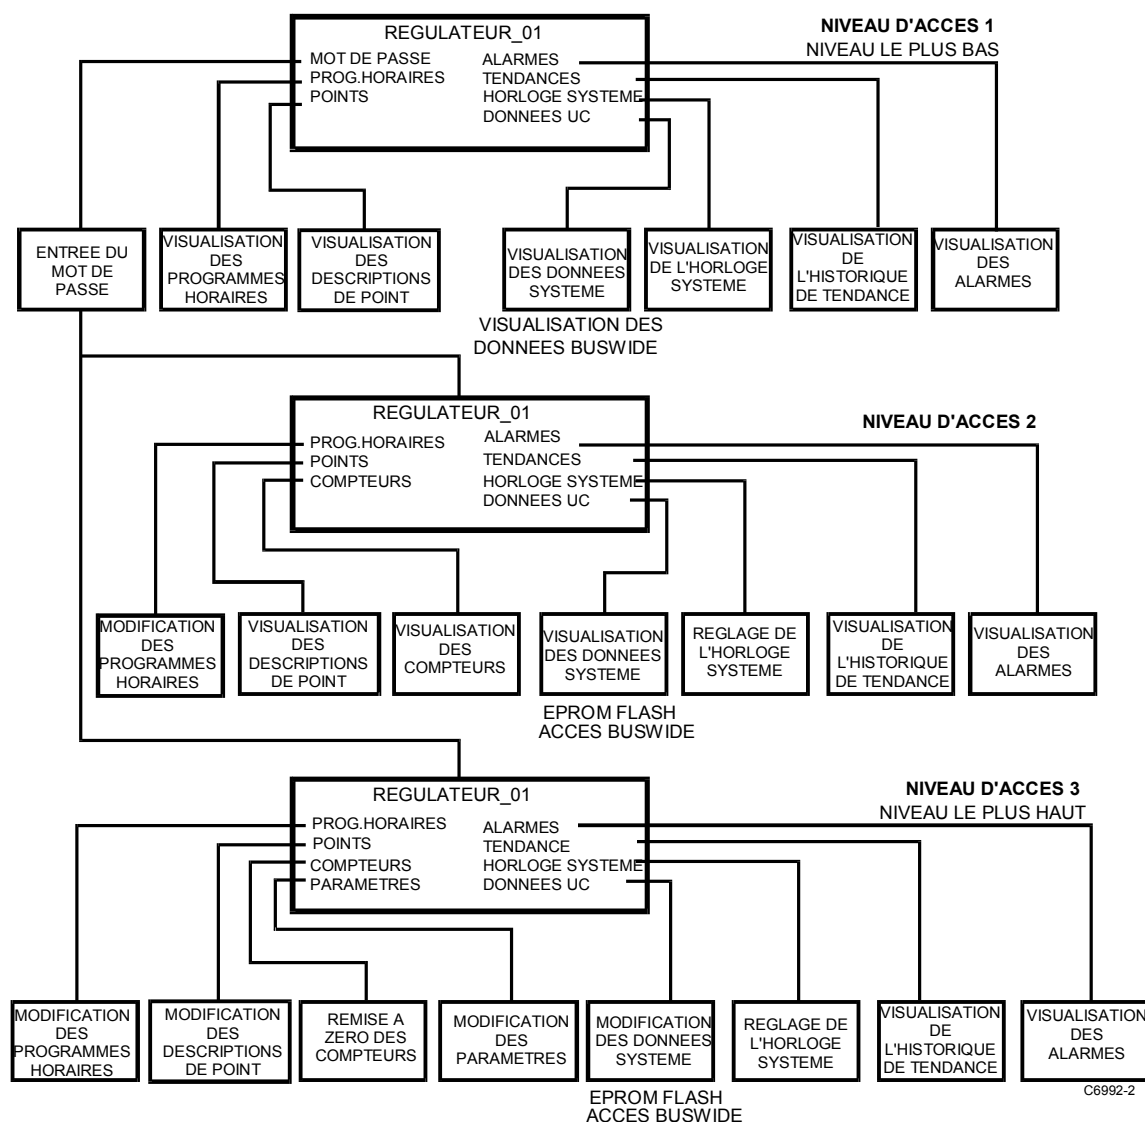 REGULATEUR_01
NIVEAU D'ACCES 1
NIVEAU LE PLUS BAS
MOT DE PASSE
PROG.HORAIRES
POINTS
ALARMES
TENDANCES
HORLOGE SYSTEME
DONNEES UC
ENTREE DU
MOT DE
PASSE
VISUALISATION
DES
PROGRAMMES
HORAIRES
VISUALISATION
DES
DESCRIPTIONS
DE POINT
VISUALISATION
DES DONNEES
SYSTEME
VISUALISATION
DE L'HORLOGE
SYSTEME
VISUALISATION
DE
L'HISTORIQUE
DE TENDANCE
VISUALISATION
DES
ALARMES
VISUALISATION DES
DONNEES BUSWIDE
REGULATEUR_01
NIVEAU D'ACCES 2
PROG.HORAIRES
POINTS
COMPTEURS
ALARMES
TENDANCES
HORLOGE SYSTEME
DONNEES UC
MODIFICATION
DES
PROGRAMMES
HORAIRES
VISUALISATION
DES
DESCRIPTIONS
DE POINT
VISUALISATION
DES
COMPTEURS
VISUALISATION
DES DONNEES
SYSTEME
REGLAGE DE
L'HORLOGE
SYSTEME
VISUALISATION
DE
L'HISTORIQUE
DE TENDANCE
VISUALISATION
DES
ALARMES
EPROM FLASH
ACCES BUSWIDE
REGULATEUR_01
NIVEAU D'ACCES 3
NIVEAU LE PLUS HAUT
PROG.HORAIRES
POINTS
COMPTEURS
PARAMETRES
ALARMES
TENDANCE
HORLOGE SYSTEME
DONNEES UC
MODIFICATION
DES
PROGRAMMES
HORAIRES
MODIFICATION
DES
DESCRIPTIONS
DE POINT
REMISE A
ZERO DES
COMPTEURS
MODIFICATION
DES
PARAMETRES
MODIFICATION
DES DONNEES
SYSTEME
REGLAGE DE
L'HORLOGE
SYSTEME
VISUALISATION
DE
L'HISTORIQUE
DE TENDANCE
VISUALISATION
DES
ALARMES
EPROM FLASH
ACCES BUSWIDE
C6992-2